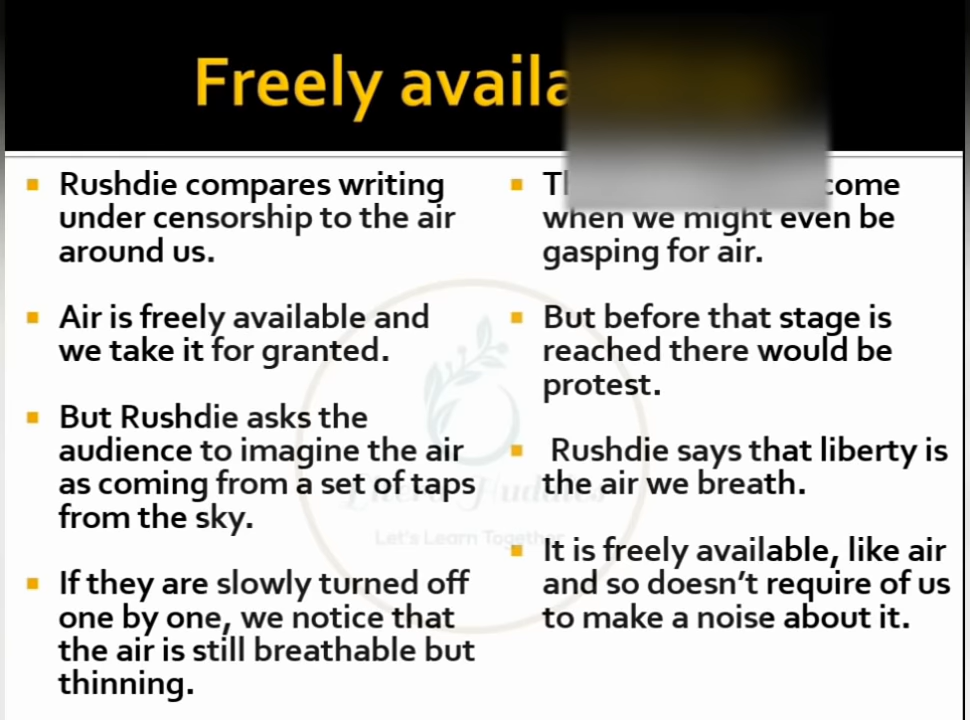 Freely
Rushdie compares writing
under censorship to the air
around us.
Air is freely available and
we take it for granted.
But Rushdie asks the
audience to imagine the air
as coming from a set of taps
from the sky.
If they are slowly turned off
one by one, we notice that
the air is still breathable but
thinning.
come
when we might even be
gasping for air.
But before that stage is
reached there would be
protest.
Rushdie says that liberty is
the air we breath.
It is freely available, like air
and so doesn't require of us
to make a noise about it.
Let's Learn Together